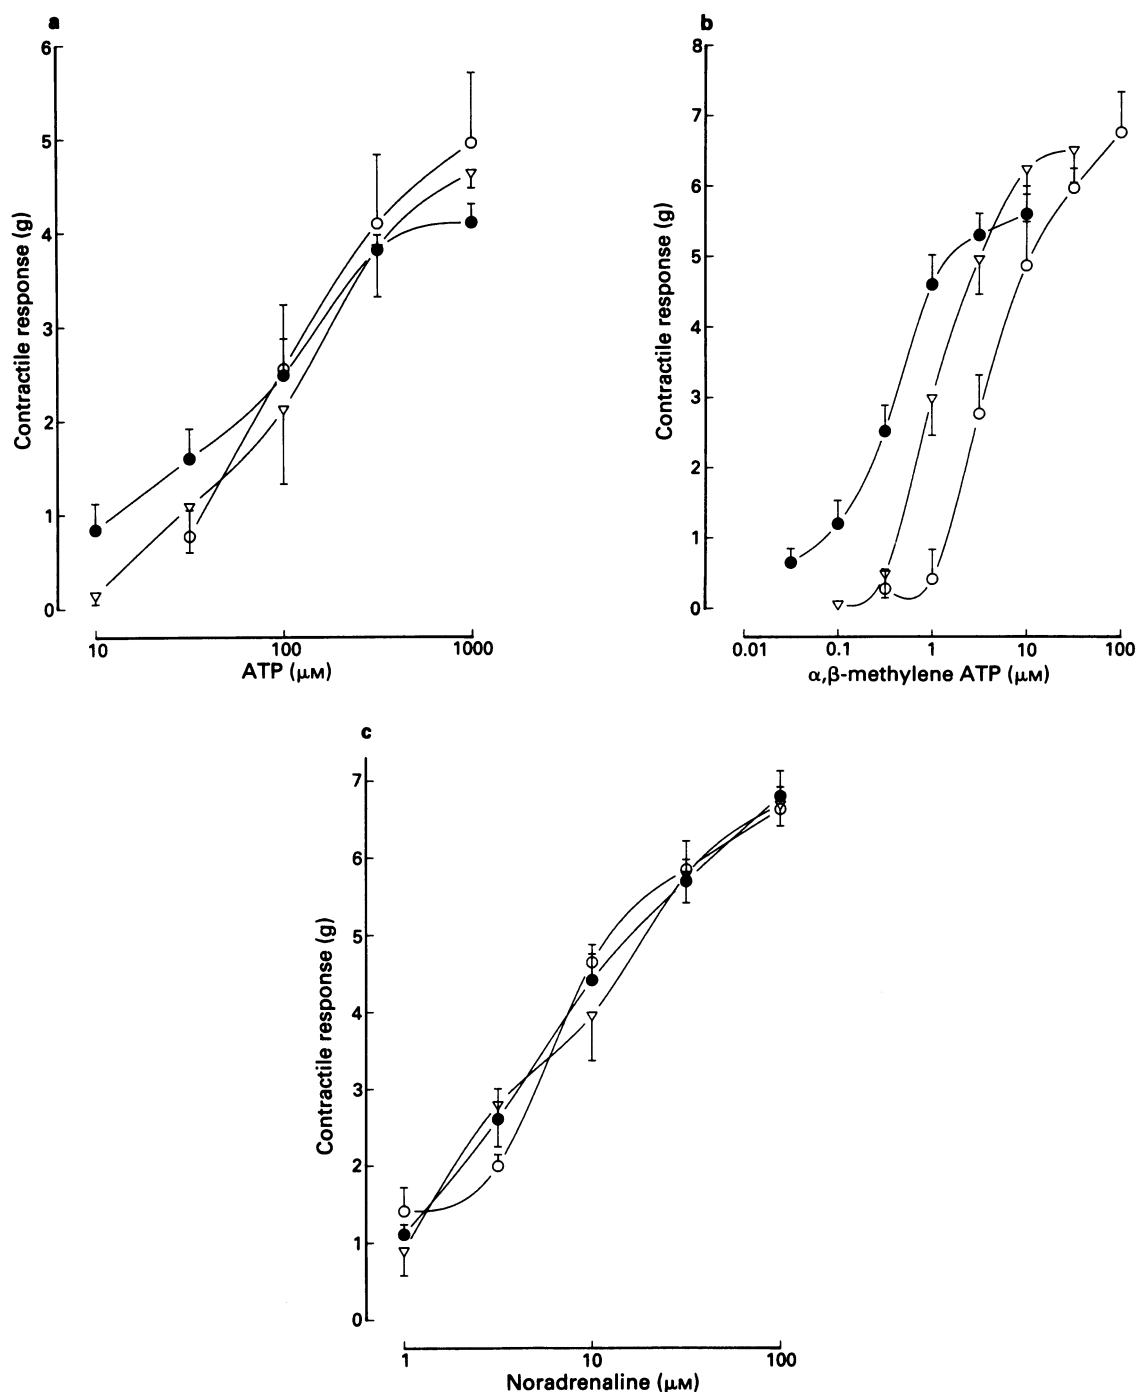 a
6
5
4
3
2
1
0
Contractile response (g)
10 100 1000
ATP (μM)
b
8
7
6
5
4
3
2
1
0
Contractile response (g)
0.01 0.1 1 10 100
α,β-methylene ATP (μM)
c
7
6
5
4
3
2
1
0
Contractile response (g)
1 10 100
Noradrenaline (μM)